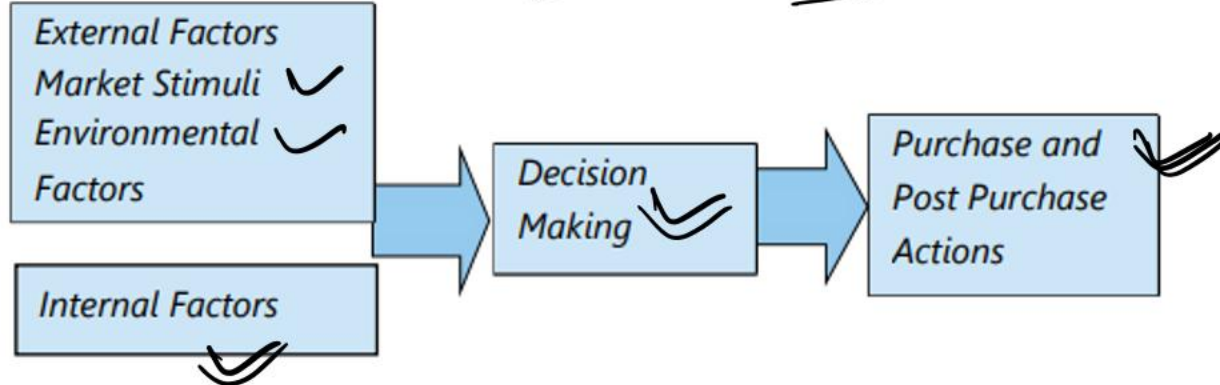 External Factors
Market Stimuli
Environmental
Factors
Internal Factors
Decision
Making
Purchase and
Post Purchase
Actions